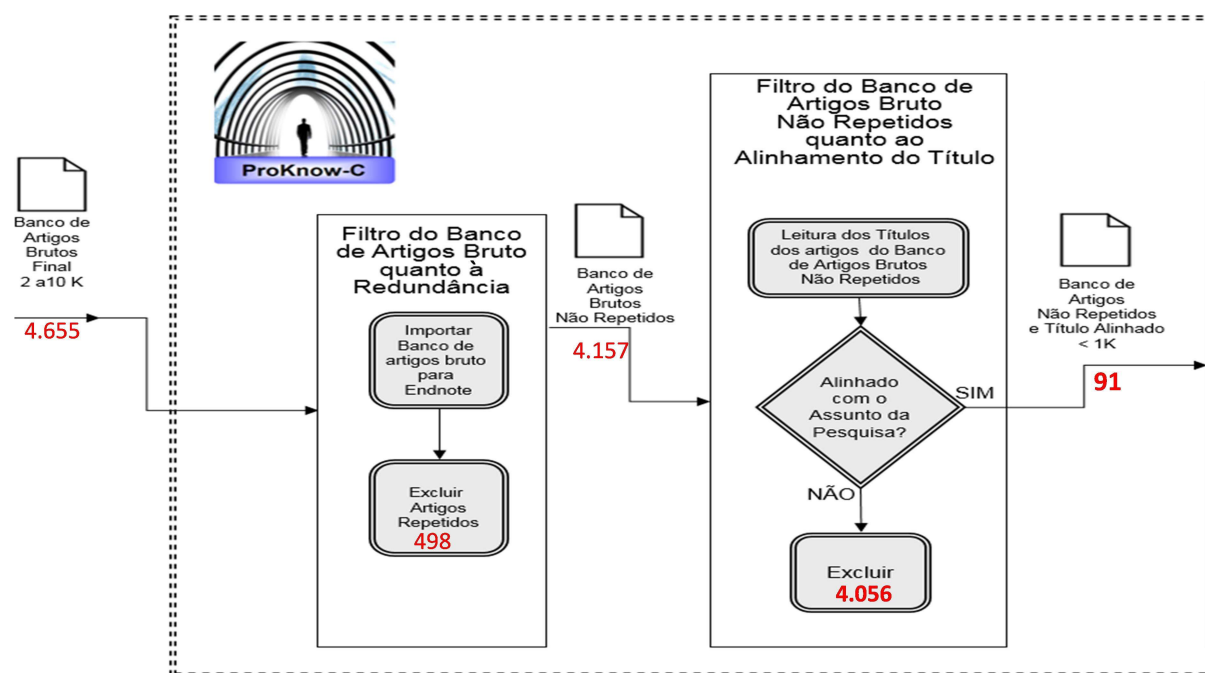 ProKnow-C
Banco de
Artigos
Brutos
Final
2 a10 K
4.655
Filtro do Banco
de Artigos Bruto
quanto à
Redundância
Importar
Banco de
artigos bruto
para
Endnote
Excluir
Artigos
Repetidos
498
Banco de
Artigos
Brutos
Não Repetidos
4.157
Filtro do Banco de
Artigos Bruto
Não Repetidos
quanto ao
Alinhamento do Título
Leitura dos Títulos
dos artigos do Banco
de Artigos Brutos
Não Repetidos
Alinhado
com o
Assunto da
Pesquisa?
SIM
NÃO
Excluir
4.056
Banco de
Artigos
Não Repetidos
e Título Alinhado
< 1K
91